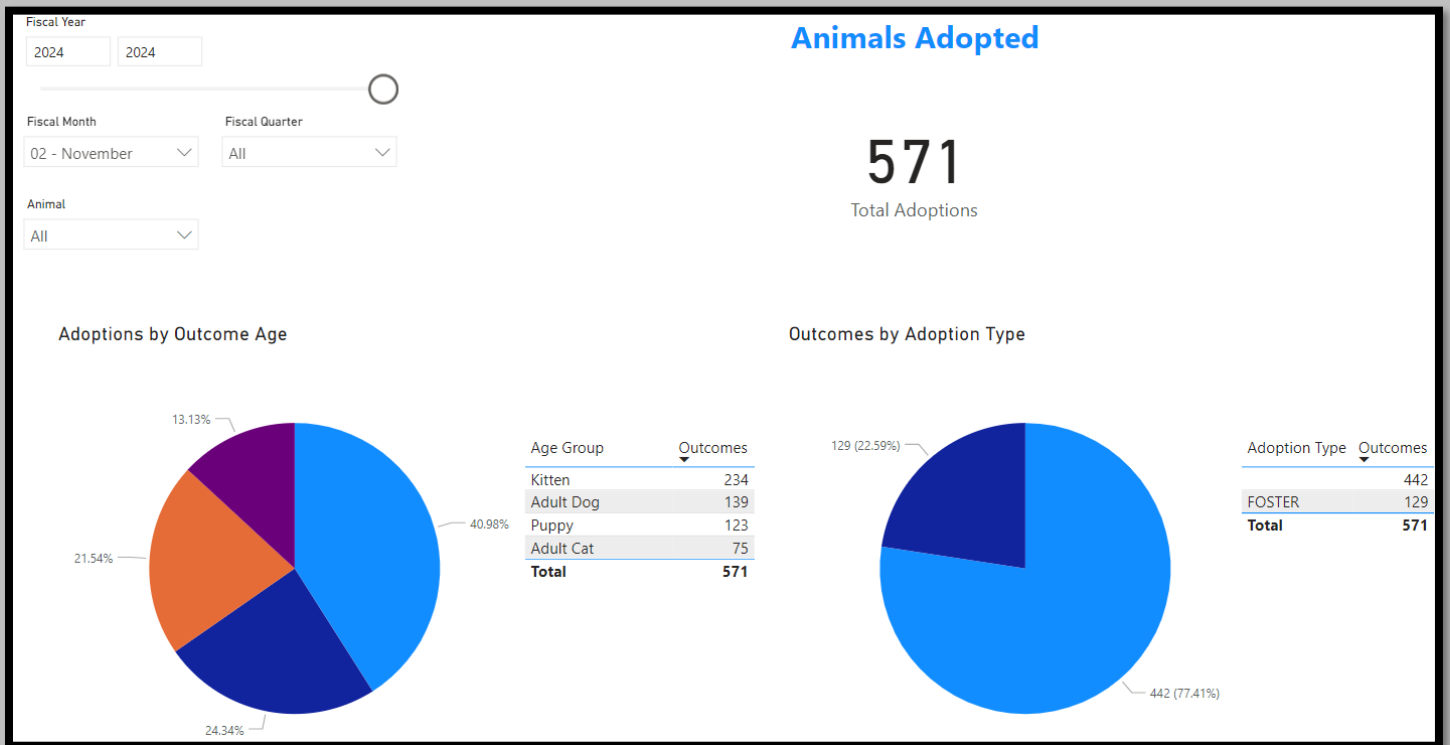 Fiscal Year
2024 2024
Fiscal Month Fiscal Quarter
02 - November All
Animal
All
Animals Adopted
571
Total Adoptions
Adoptions by Outcome Age
13.13%
40.98%
21.54%
24.34%
Age Group Outcomes
Kitten 234
Adult Dog 139
Puppy 123
Adult Cat 75
Total 571
Outcomes by Adoption Type
129 (22.59%)
442 (77.41%)
Adoption Type Outcomes
442
FOSTER 129
Total 571